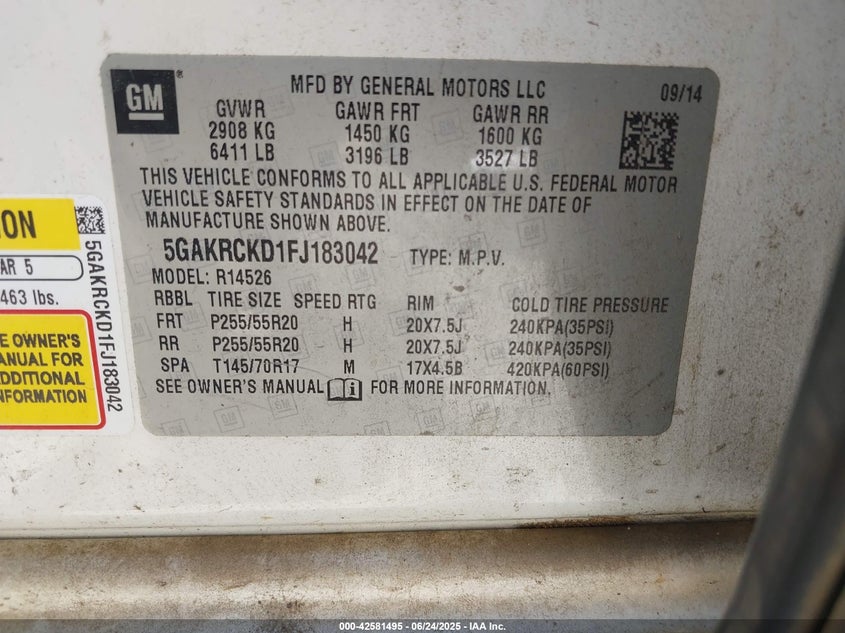 GM
®
MFD BY GENERAL MOTORS LLC
09/14
GVWR GAWR FRT GAWR RR
2908 KG 1450 KG 1600 KG
6411 LB 3196 LB 3527 LB
THIS VEHICLE CONFORMS TO ALL APPLICABLE U.S. FEDERAL MOTOR
VEHICLE SAFETY STANDARDS IN EFFECT ON THE DATE OF
MANUFACTURE SHOWN ABOVE.
5GAKRCKD1FJ183042 TYPE: M.P.V.
MODEL: R14526
RBBL TIRE SIZE SPEED RTG RIM COLD TIRE PRESSURE
FRT P255/55R20 H 20X7.5J 240KPA(35PSI)
RR P255/55R20 H 20X7.5J 240KPA(35PSI)
SPA T145/70R17 M 17X4.5B 420KPA(60PSI)
SEE OWNER'S MANUAL FOR MORE INFORMATION.
ION
AR 5
463 lbs.
E OWNER'S
ANUAL FOR
DDITIONAL
NFORMATION
5GAKRCKD1FJ183042
000-42581495 - 06/24/2025 - IAA Inc.